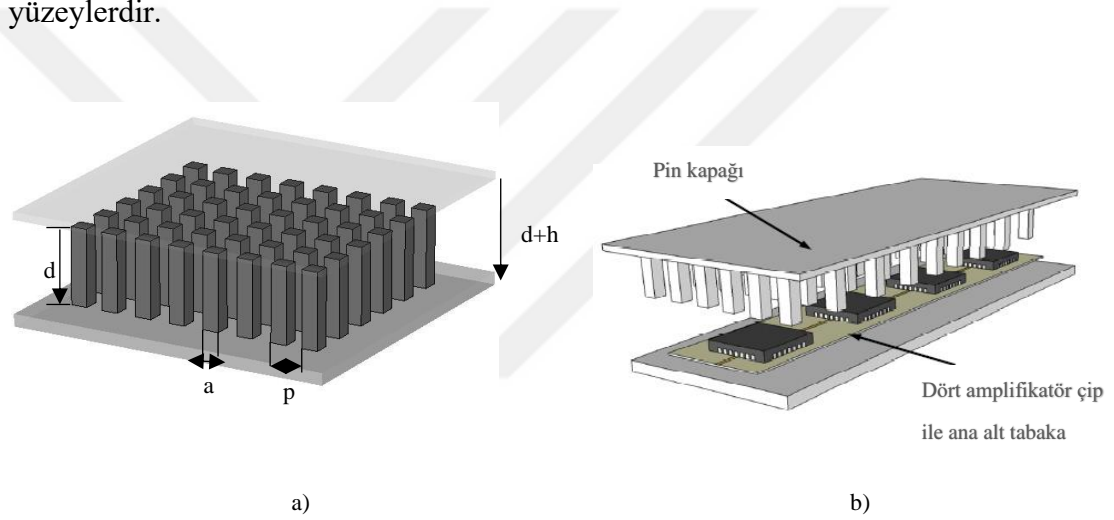 yüzeylerdir.
Pin kapağı
d+h
d
a
p
Dört amplifikatör çip
ile ana alt tabaka
a)
b)